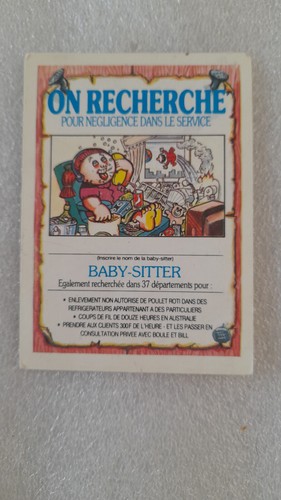 ON RECHERCHE
POUR NEGLIGENCE DANS LE SERVICE
(Inscrire le nom de la baby-sitter)
BABY-SITTER
Egalement recherchée dans 37 départements pour :
• ENLEVEMENT NON AUTORISE DE POULET ROTI DANS DES
REFRIGERATEURS APPARTENANT A DES PARTICULIERS
• COUPS DE FIL DE DOUZE HEURES EN AUSTRALIE
• PRENDRE AUX CLIENTS 300F DE L'HEURE - ET LES PASSER EN
CONSULTATION PRIVEE AVEC BOULE ET BILL